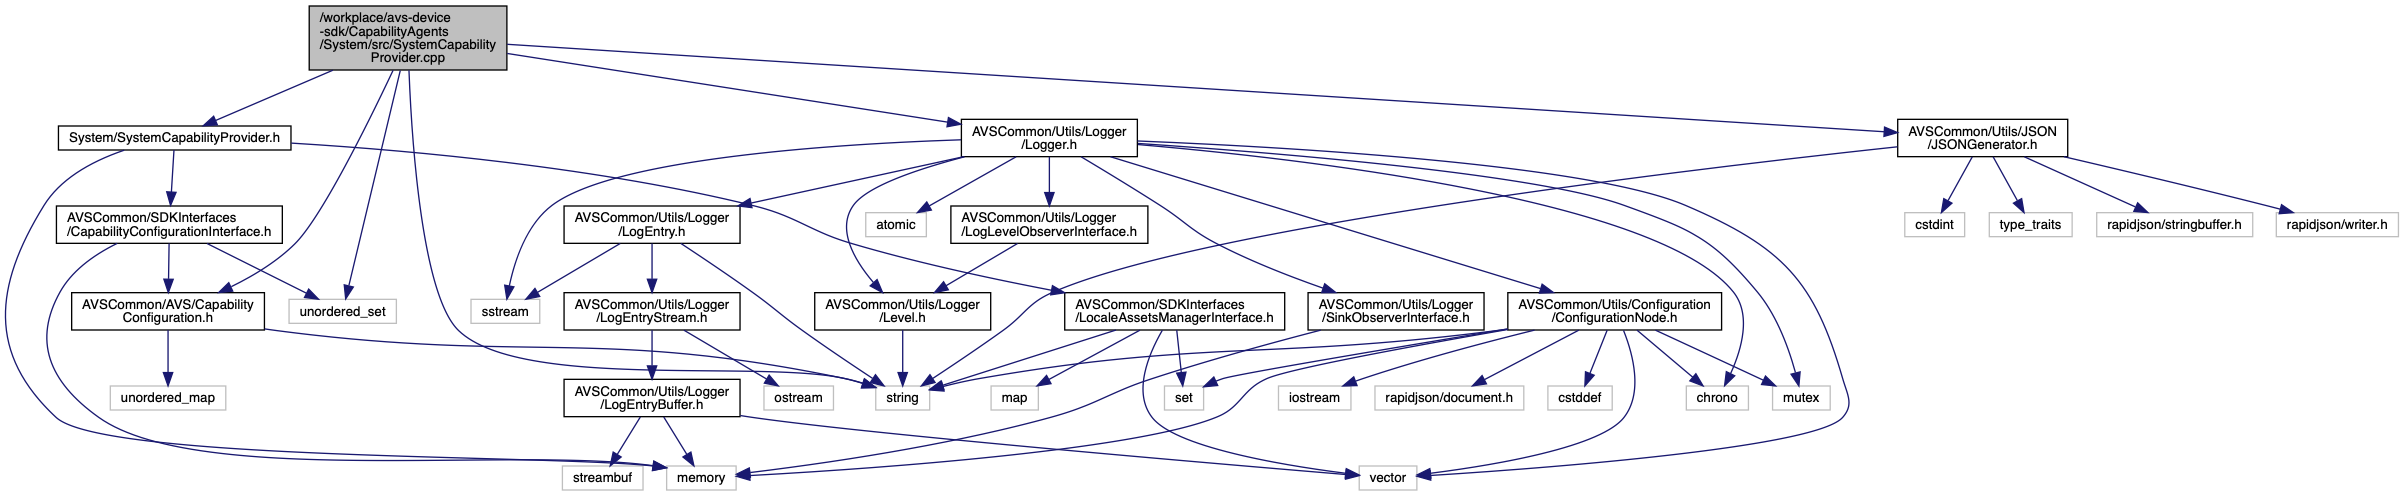 /workplace/avs-device
-sdk/CapabilityAgents
/System/src/SystemCapability
Provider.cpp
System/SystemCapabilityProvider.h
AVSCommon/Utils/Logger
/Logger.h
AVSCommon/Utils/JSON
/JSONGenerator.h
AVSCommon/SDKInterfaces
/CapabilityConfigurationInterface.h
AVSCommon/Utils/Logger
/LogEntry.h
atomic
AVSCommon/Utils/Logger
/LogLevelObserverInterface.h
cstdint
type_traits
rapidjson/stringbuffer.h
rapidjson/writer.h
AVSCommon/AVS/Capability
Configuration.h
unordered_set
sstream
AVSCommon/Utils/Logger
/LogEntryStream.h
AVSCommon/Utils/Logger
/Level.h
AVSCommon/SDKInterfaces
/LocaleAssetsManagerInterface.h
AVSCommon/Utils/Logger
/SinkObserverInterface.h
AVSCommon/Utils/Configuration
/ConfigurationNode.h
unordered_map
AVSCommon/Utils/Logger
/LogEntryBuffer.h
ostream
string
map
set
iostream
rapidjson/document.h
cstddef
chrono
mutex
streambuf
memory
vector